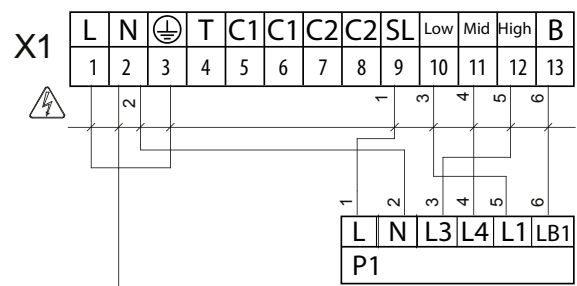 X1
L N T C1 C1 C2 C2 SL Low Mid High B
1 2 3 4 5 6 7 8 9 10 11 12 13
2 1 3 4 5 6
1 2 3 4 5 6
L N L3 L4 L1 LB1
P1